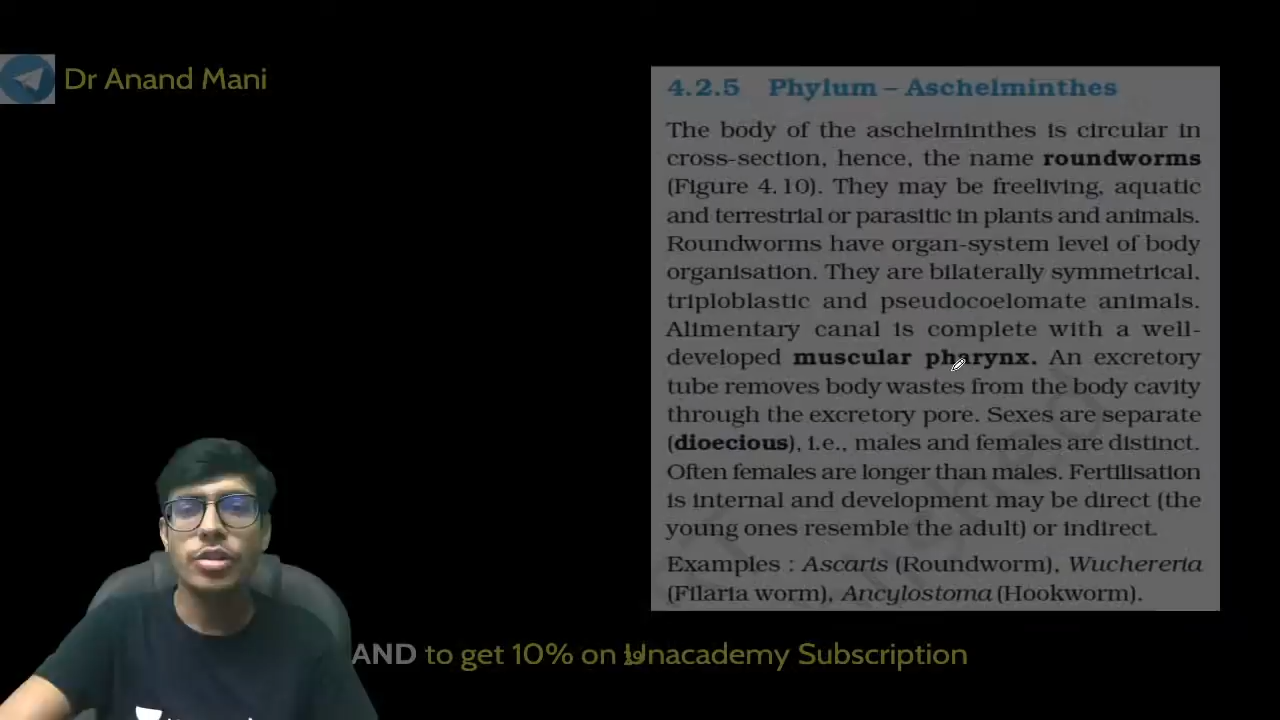 Dr Anand Mani
4.2.5 Phylum – Aschelminthes
The body of the aschelminthes is circular in
cross-section, hence, the name roundworms
(Figure 4.10). They may be freeliving, aquatic
and terrestrial or parasitic in plants and animals.
Roundworms have organ-system level of body
organisation. They are bilaterally symmetrical,
triploblastic and pseudocoelomate animals.
Alimentary canal is complete with a well-
developed muscular pharynx. An excretory
tube removes body wastes from the body cavity
through the excretory pore. Sexes are separate
(dioecious), i.e., males and females are distinct.
Often females are longer than males. Fertilisation
is internal and development may be direct (the
young ones resemble the adult) or indirect.
Examples : Ascaris (Roundworm), Wuchereria
(Filaria worm), Ancylostoma (Hookworm).
AND to get 10% on Unacademy Subscription